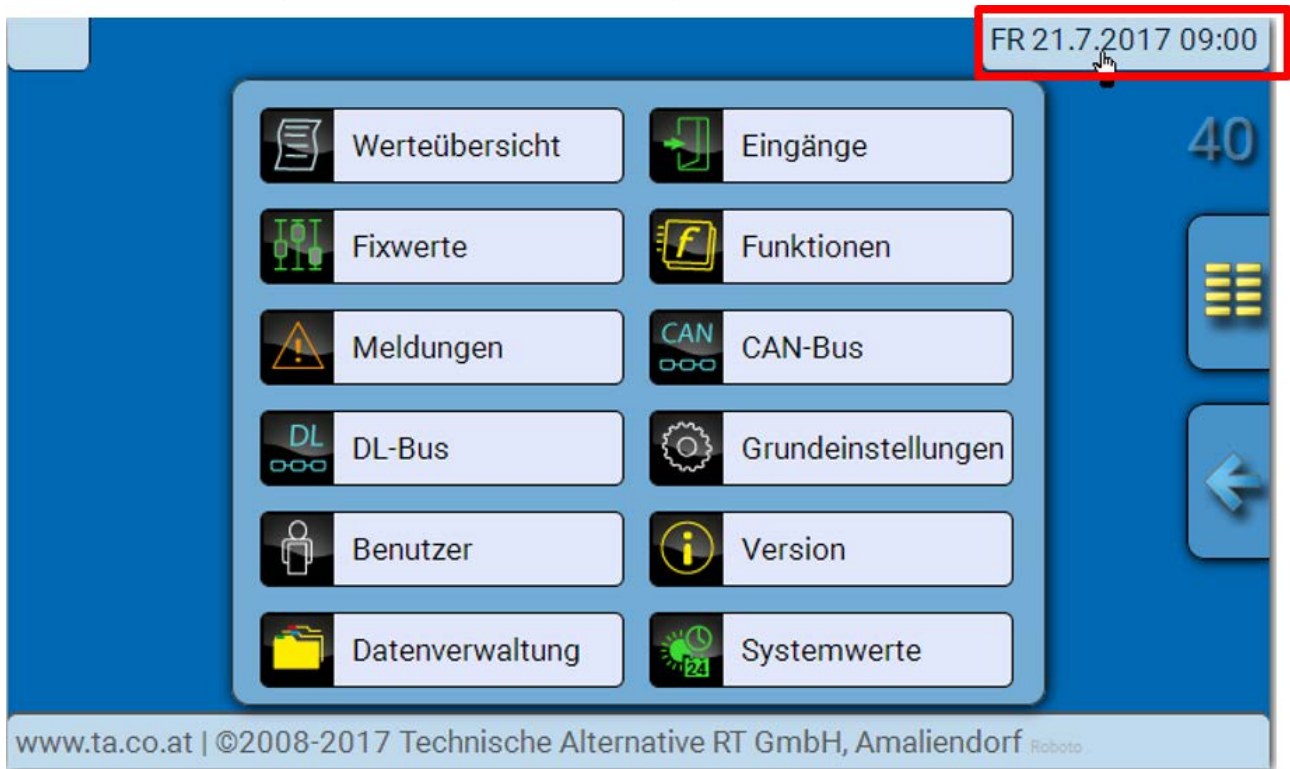 FR 21.7.2017 09:00
40
Werteübersicht
Eingänge
Fixwerte
f
Funktionen
Meldungen
CAN
CAN-Bus
DL
DL-Bus
Grundeinstellungen
Benutzer
i
Version
Datenverwaltung
24
Systemwerte
www.ta.co.at | ©2008-2017 Technische Alternative RT GmbH, Amaliendorf Roboto